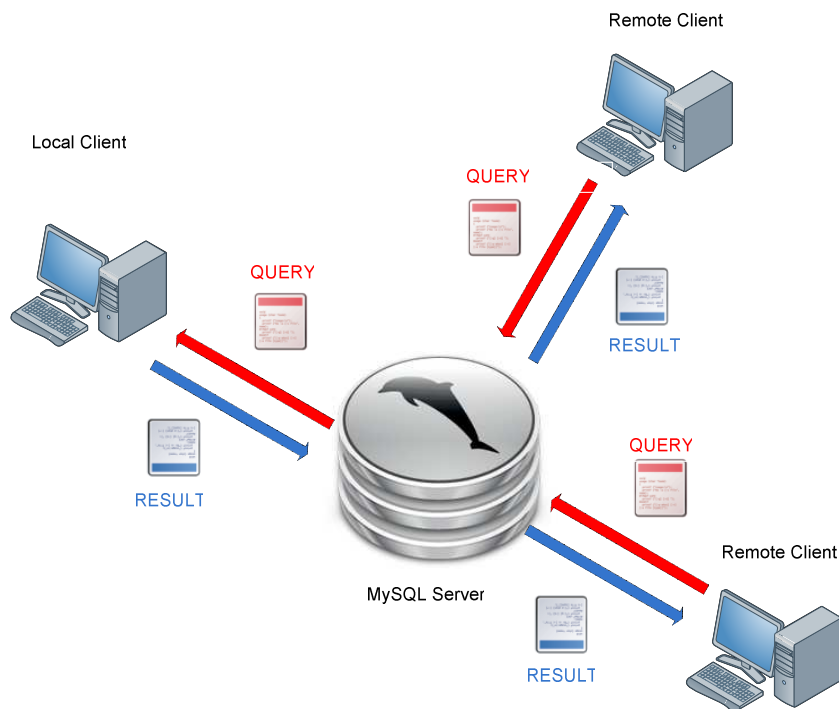 Remote Client
Local Client
QUERY
QUERY
RESULT
QUERY
RESULT
Remote Client
MySQL Server
RESULT